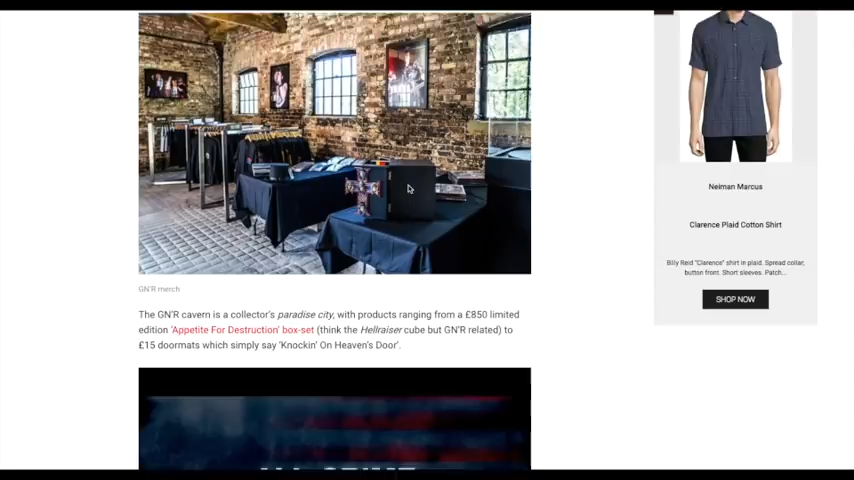 GN'R merch
The GN'R cavern is a collector's paradise city, with products ranging from a £850 limited
edition 'Appetite For Destruction' box-set (think the Hellraiser cube but GN'R related) to
£15 doormats which simply say 'Knockin' On Heaven's Door'.
Neiman Marcus
Clarence Plaid Cotton Shirt
Billy Reid "Clarence" shirt in plaid. Spread collar,
button front. Short sleeves. Patch...
SHOP NOW